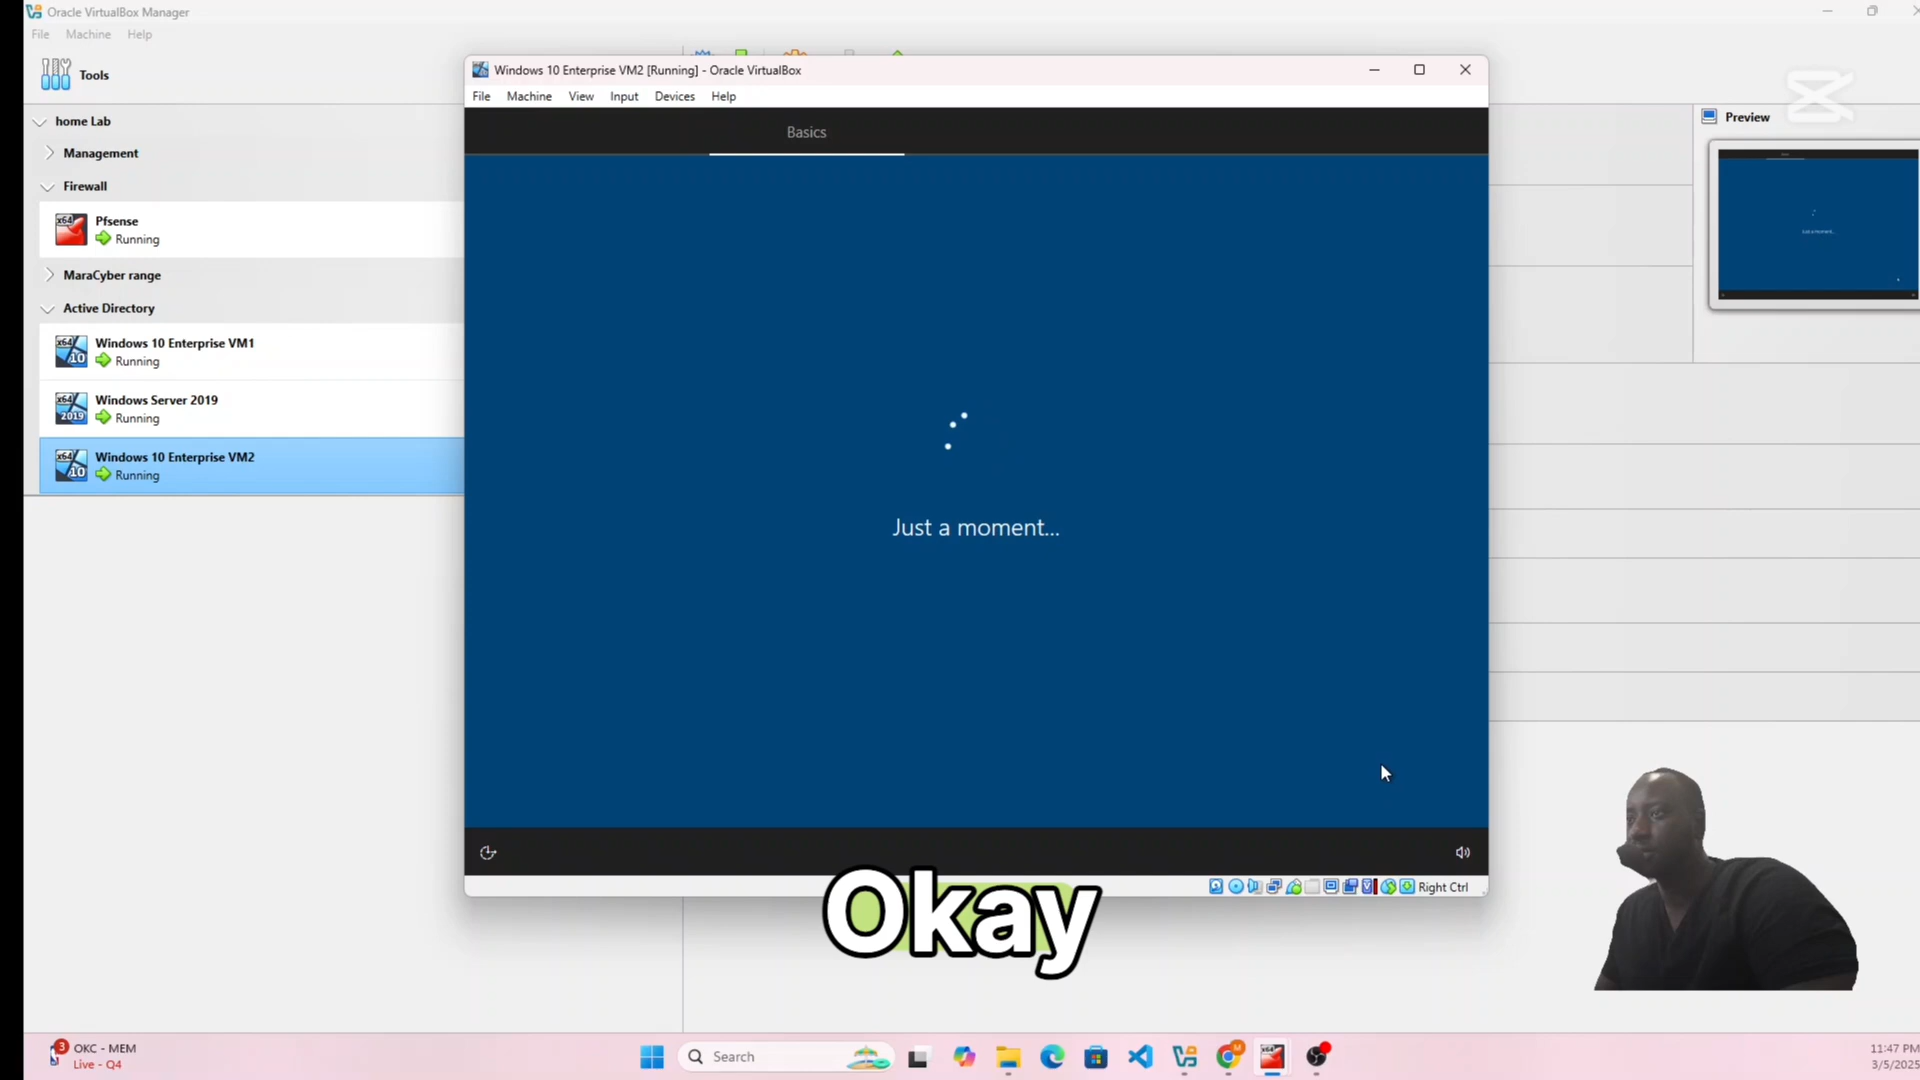 Oracle VirtualBox Manager
File Machine Help
Tools
home Lab
Management
Firewall
Pfsense
Running
MaraCyber range
Active Directory
Windows 10 Enterprise VM1
Running
Windows Server 2019
Running
Windows 10 Enterprise VM2
Running
Windows 10 Enterprise VM2 [Running] - Oracle VirtualBox
File Machine View Input Devices Help
Basics
Just a moment...
Right Ctrl
Preview
Just a moment...
Okay
3 OKC - MEM
Live - Q4
Search
11:47 PM
3/5/2025